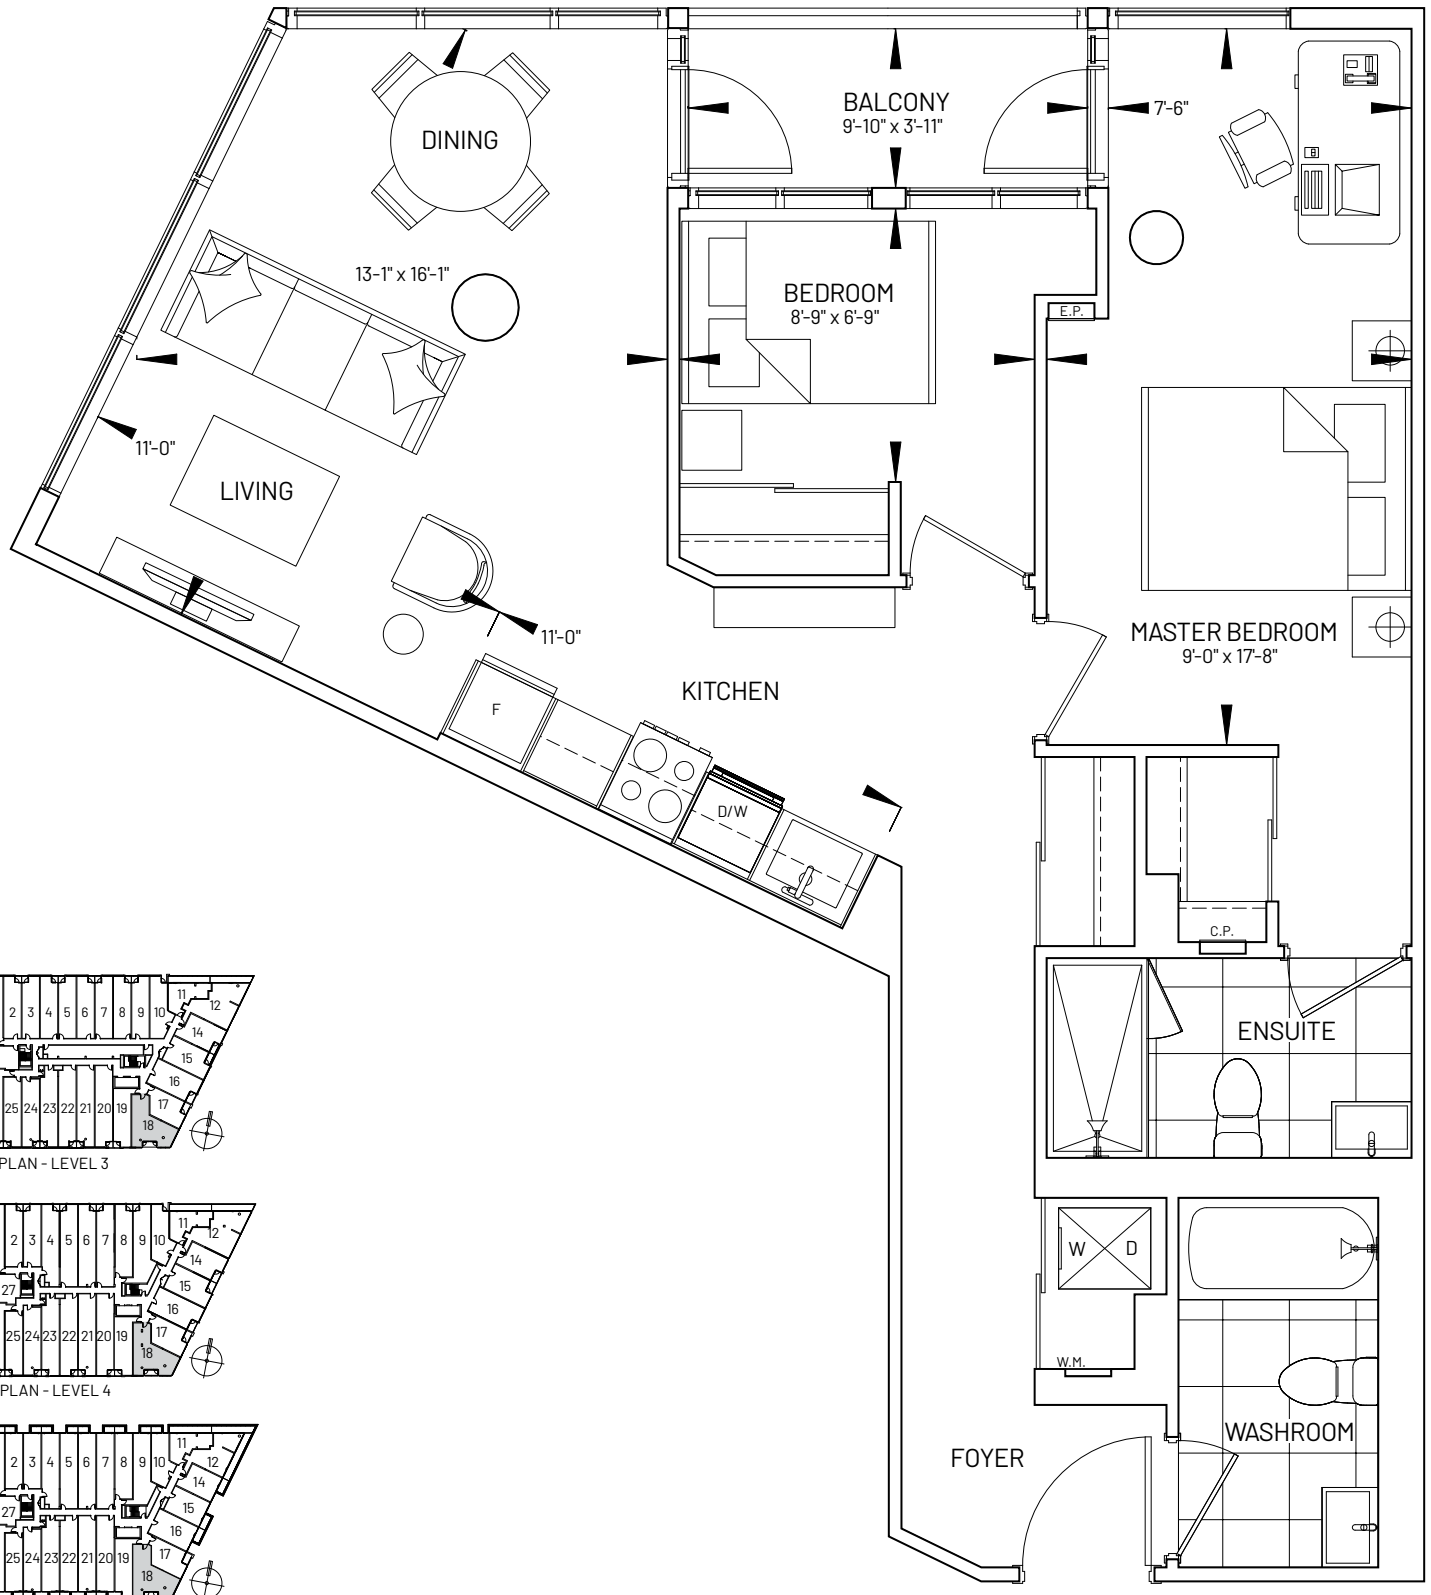 DINING
13-1" x 16'-1"
BALCONY
9'-10" x 3'-11"
7'-6"
BEDROOM
8'-9" x 6'-9"
E.P.
11'-0"
LIVING
11'-0"
MASTER BEDROOM
9'-0" x 17'-8"
KITCHEN
F
D/W
C.P.
ENSUITE
W D
W.M.
WASHROOM
FOYER
2 3 4 5 6 7 8 9 10 11 12
14
15
16
17
18
25 24 23 22 21 20 19
PLAN - LEVEL 3
2 3 4 5 6 7 8 9 10 11 12
14
27
15
16
17
18
25 24 23 22 21 20 19
PLAN - LEVEL 4
2 3 4 5 6 7 8 9 10 11 12
14
27
15
16
17
18
25 24 23 22 21 20 19